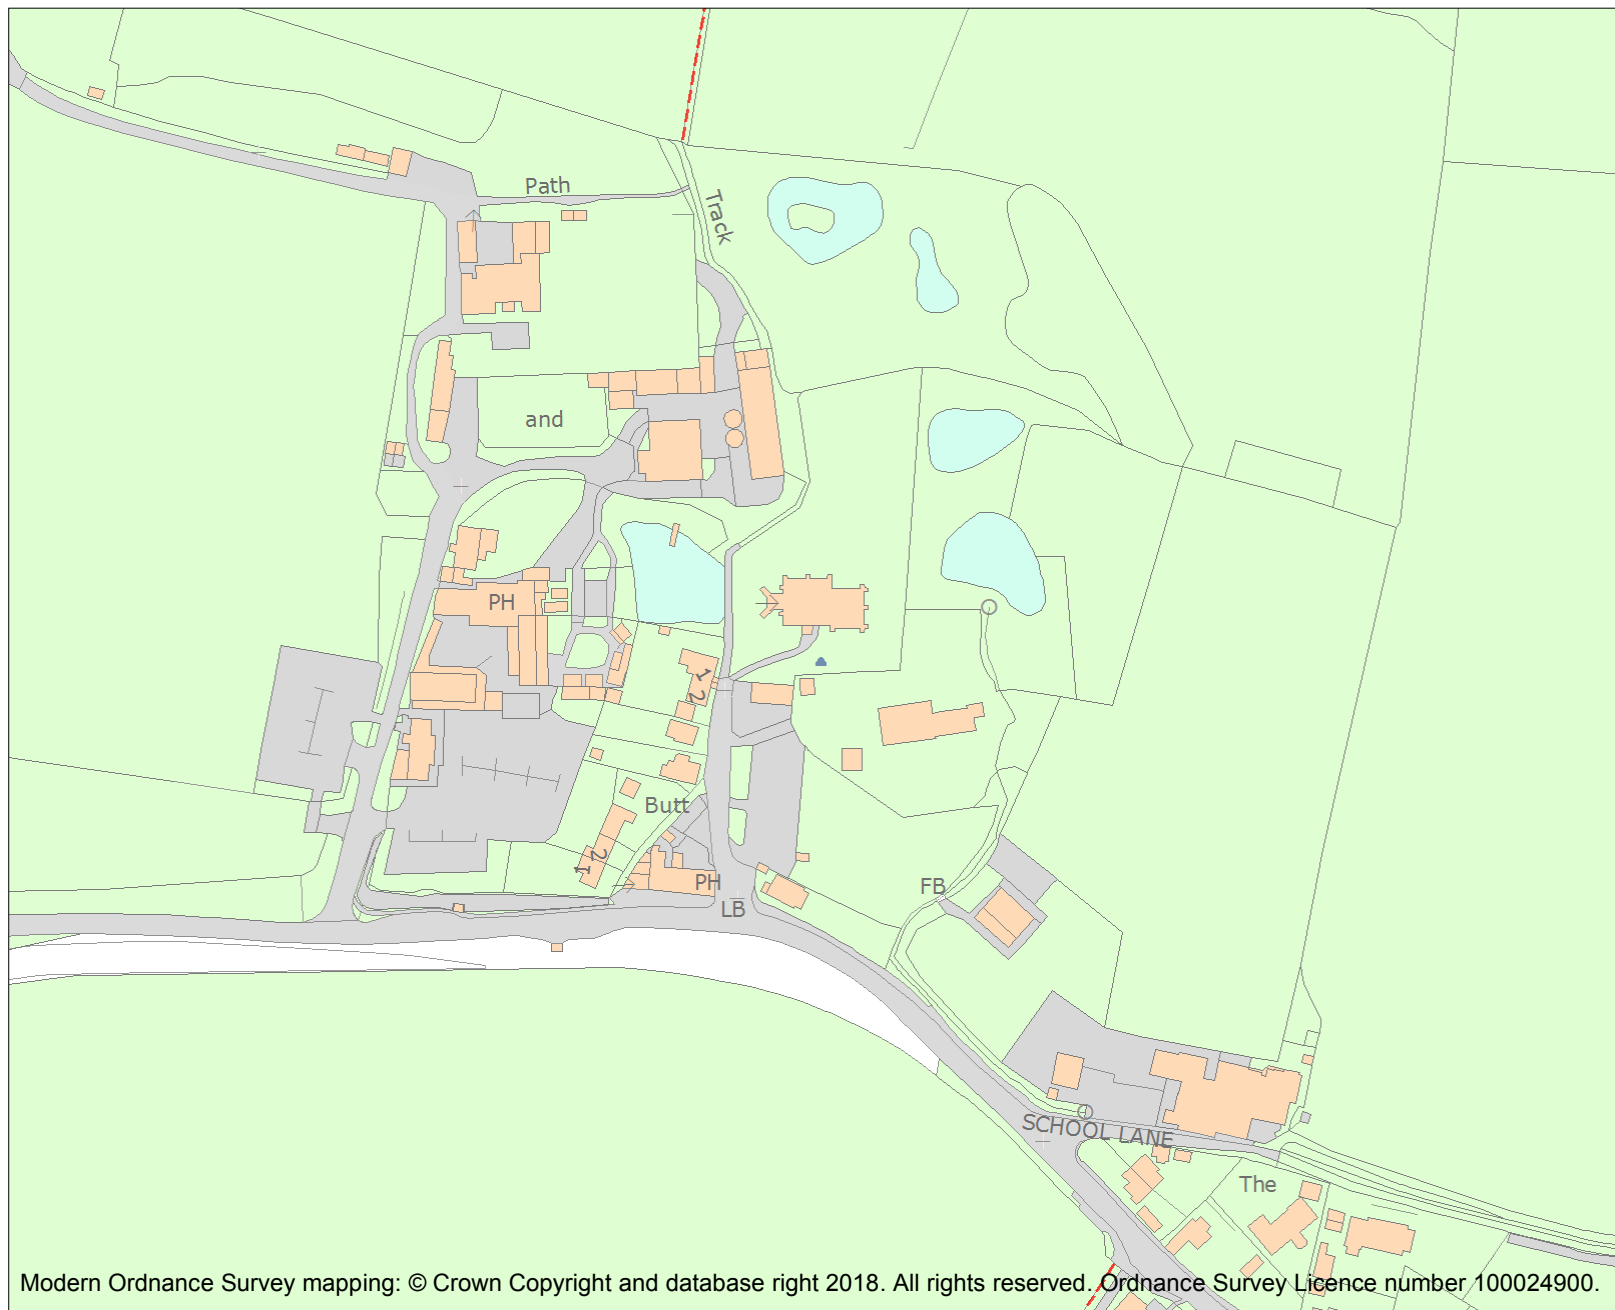 Path
Track
and
PH
1
2
Butt
2
1
PH
FB
LB
SCHOOL LANE
The
Modern Ordnance Survey mapping: © Crown Copyright and database right 2018. All rights reserved. Ordnance Survey Licence number 100024900.